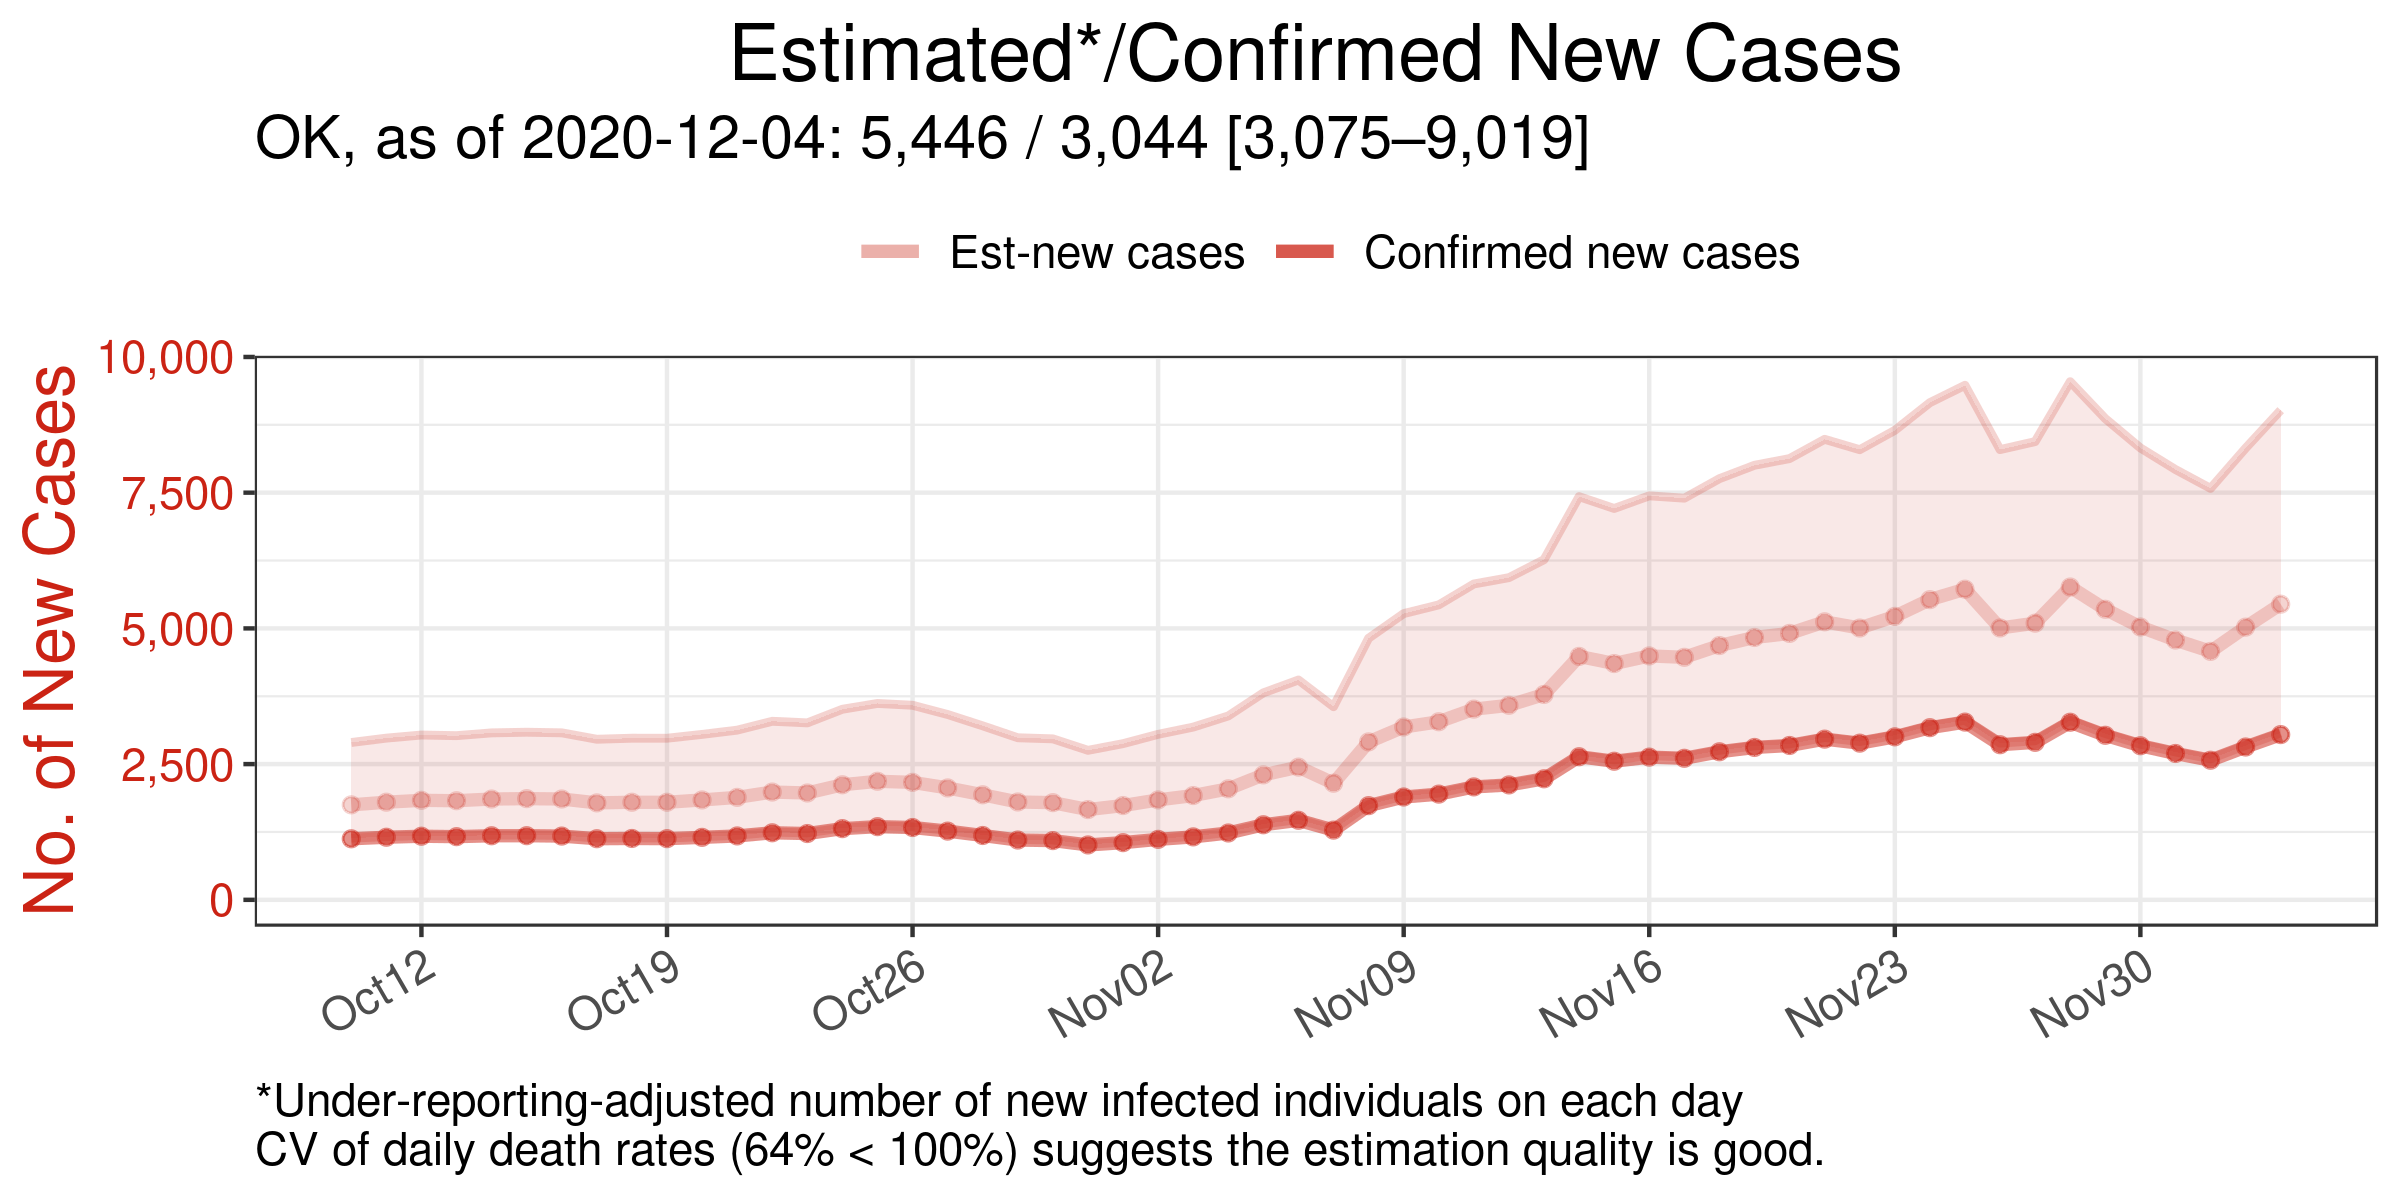 Estimated*/Confirmed New Cases
OK, as of 2020-12-04: 5,446 / 3,044 [3,075–9,019]
Est-new cases
Confirmed new cases
No. of New Cases
10,000
7,500
5,000
2,500
0
Oct12
Oct19
Oct26
Nov02
Nov09
Nov16
Nov23
Nov30
*Under-reporting-adjusted number of new infected individuals on each day
CV of daily death rates (64% < 100%) suggests the estimation quality is good.